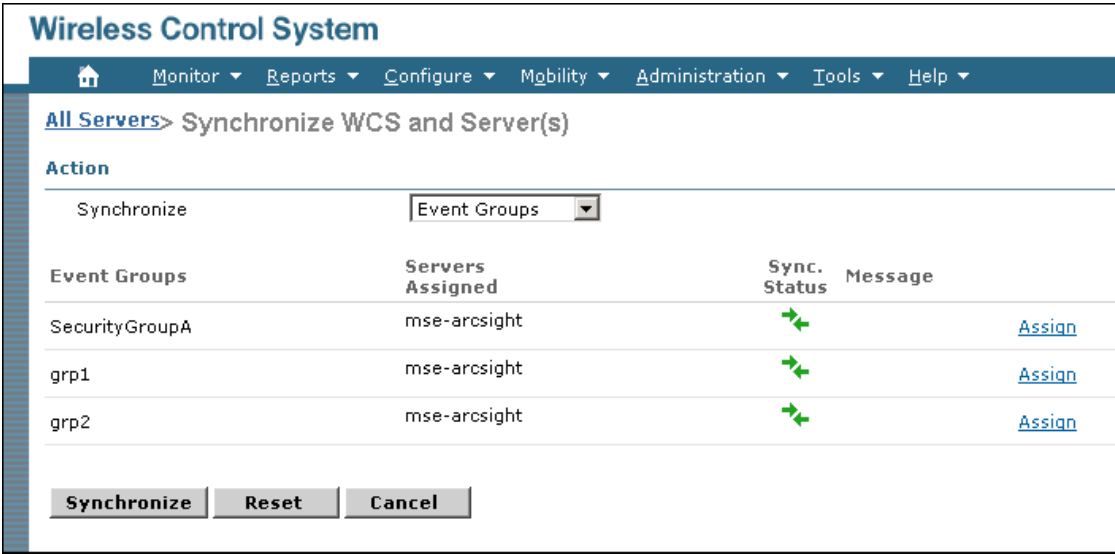 Wireless Control System
Monitor Reports Configure Mobility Administration Tools Help
All Servers> Synchronize WCS and Server(s)
Action
Synchronize Event Groups
Event Groups Servers Assigned Sync. Status Message
SecurityGroupA mse-arcsight Assign
grp1 mse-arcsight Assign
grp2 mse-arcsight Assign
Synchronize Reset Cancel